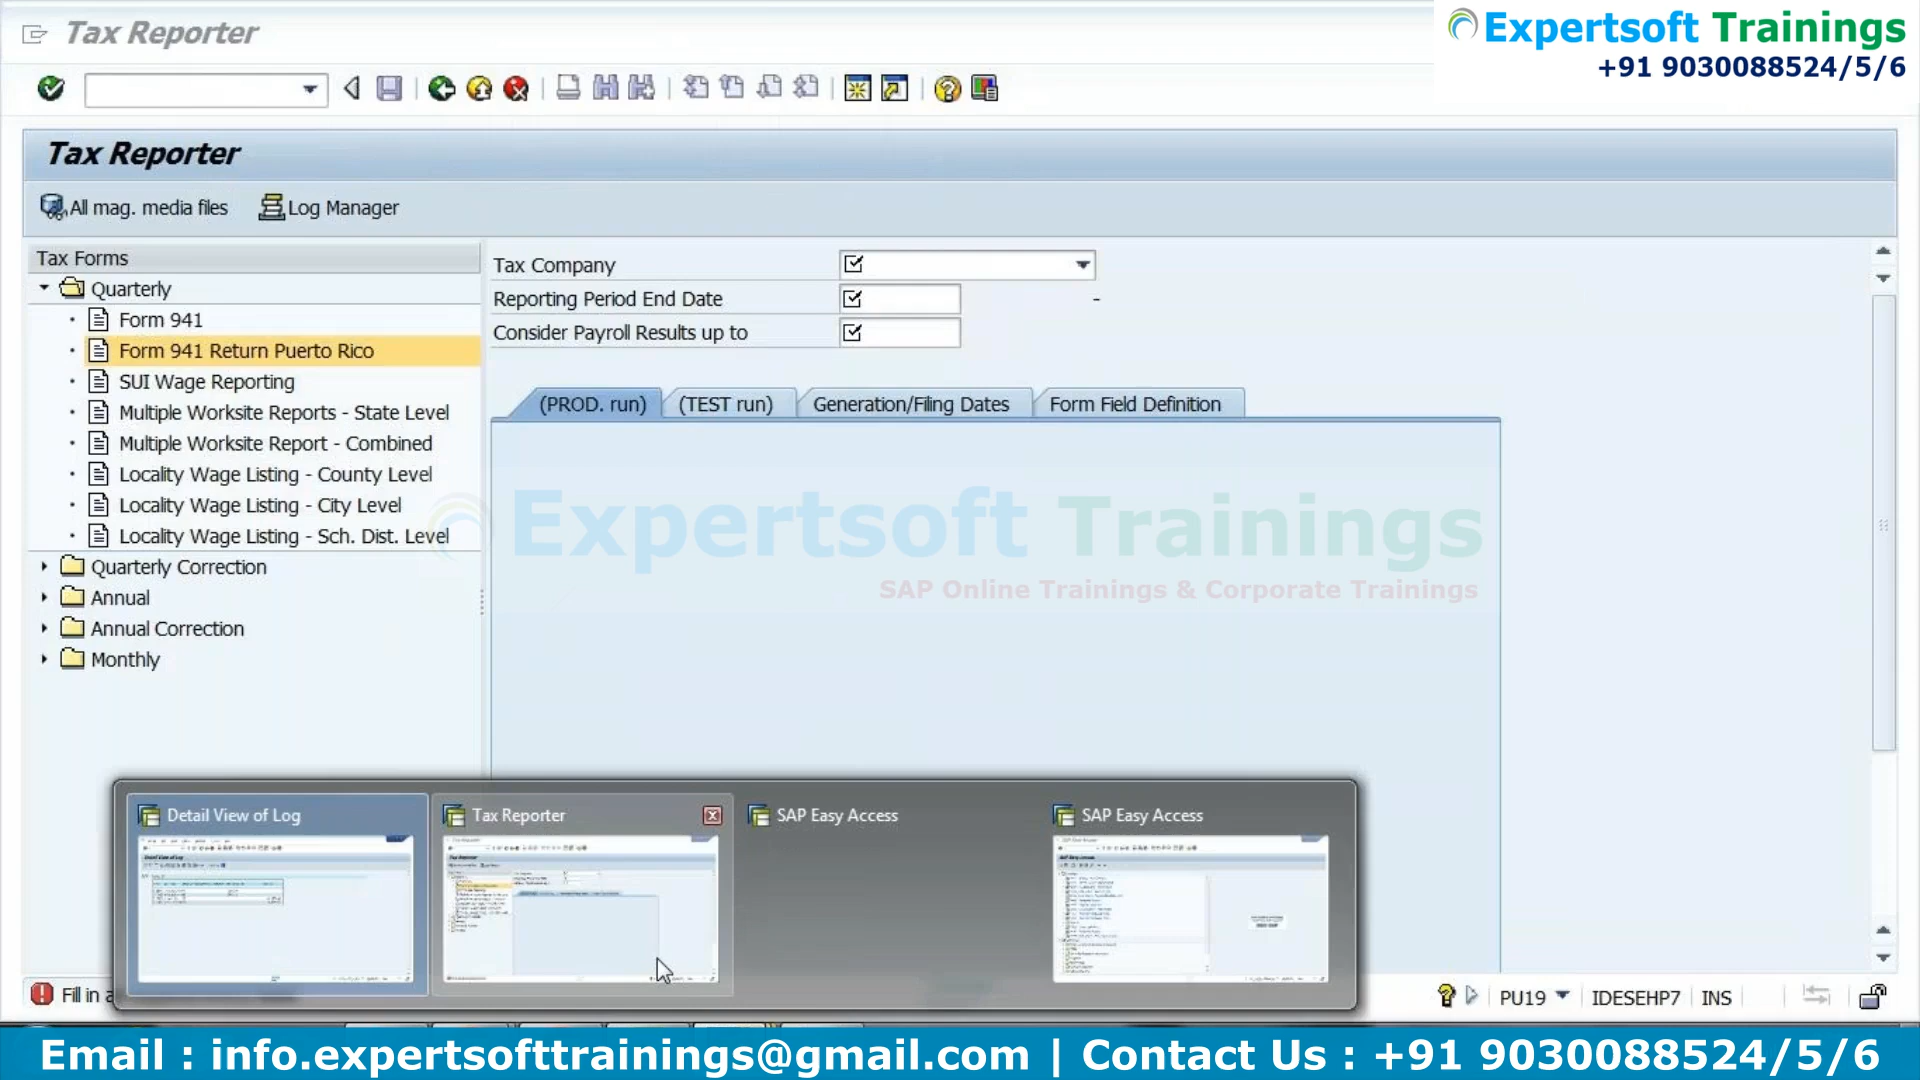 Tax Reporter
Expertsoft Trainings
+91 9030088524/5/6
Tax Reporter
All mag. media files
Log Manager
Tax Forms
Quarterly
Form 941
Form 941 Return Puerto Rico
SUI Wage Reporting
Multiple Worksite Reports - State Level
Multiple Worksite Report - Combined
Locality Wage Listing - County Level
Locality Wage Listing - City Level
Locality Wage Listing - Sch. Dist. Level
Quarterly Correction
Annual
Annual Correction
Monthly
Tax Company
Reporting Period End Date
-
Consider Payroll Results up to
(PROD. run)
(TEST run)
Generation/Filing Dates
Form Field Definition
Expertsoft Trainings
SAP Online Trainings & Corporate Trainings
Detail View of Log
Tax Reporter
SAP Easy Access
SAP Easy Access
Fill in a
PU19
IDESEHP7
INS
Email : info.expertsofttrainings@gmail.com | Contact Us : +91 9030088524/5/6